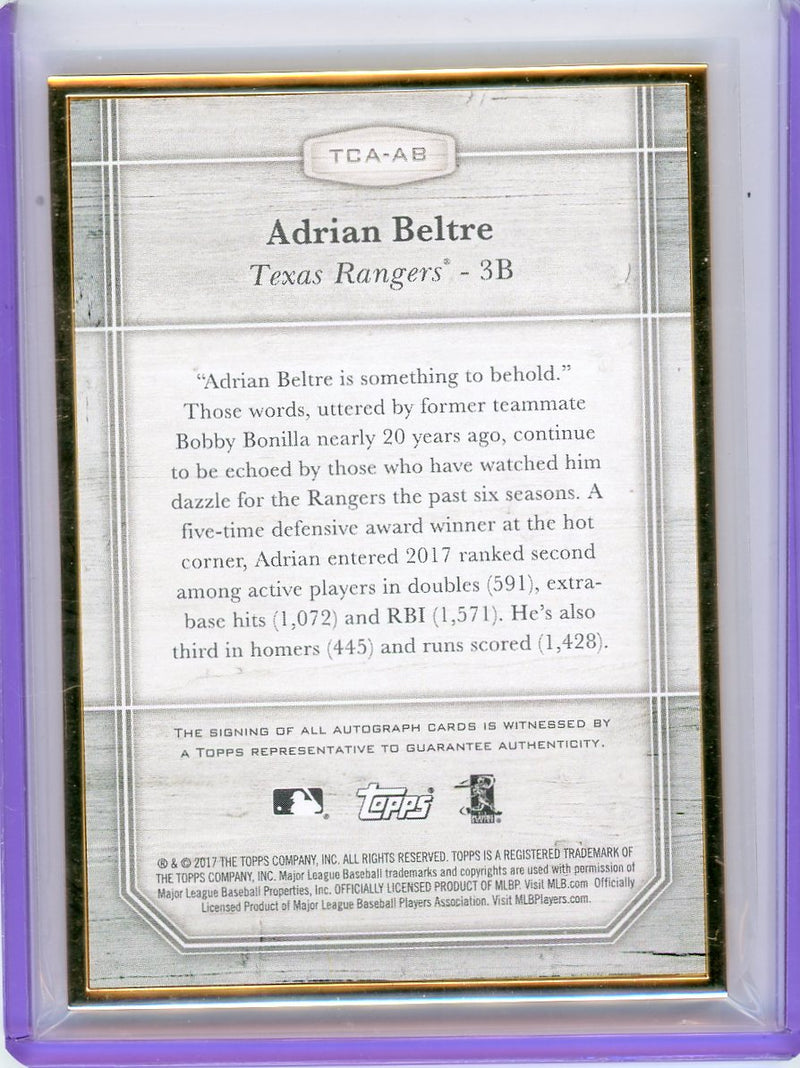 TCA-AB
Adrian Beltre
Texas Rangers® - 3B
“Adrian Beltre is something to behold.”
Those words, uttered by former teammate
Bobby Bonilla nearly 20 years ago, continue
to be echoed by those who have watched him
dazzle for the Rangers the past six seasons. A
five-time defensive award winner at the hot
corner, Adrian entered 2017 ranked second
among active players in doubles (591), extra-
base hits (1,072) and RBI (1,571). He’s also
third in homers (445) and runs scored (1,428).
THE SIGNING OF ALL AUTOGRAPH CARDS IS WITNESSED BY
A TOPPS REPRESENTATIVE TO GUARANTEE AUTHENTICITY.
topps®
® & © 2017 THE TOPPS COMPANY, INC. ALL RIGHTS RESERVED. TOPPS IS A REGISTERED TRADEMARK OF
THE TOPPS COMPANY, INC. Major League Baseball trademarks and copyrights are used with permission of
Major League Baseball Properties, Inc. OFFICIALLY LICENSED PRODUCT OF MLBP. Visit MLB.com Officially
Licensed Product of Major League Baseball Players Association. Visit MLBPlayers.com.